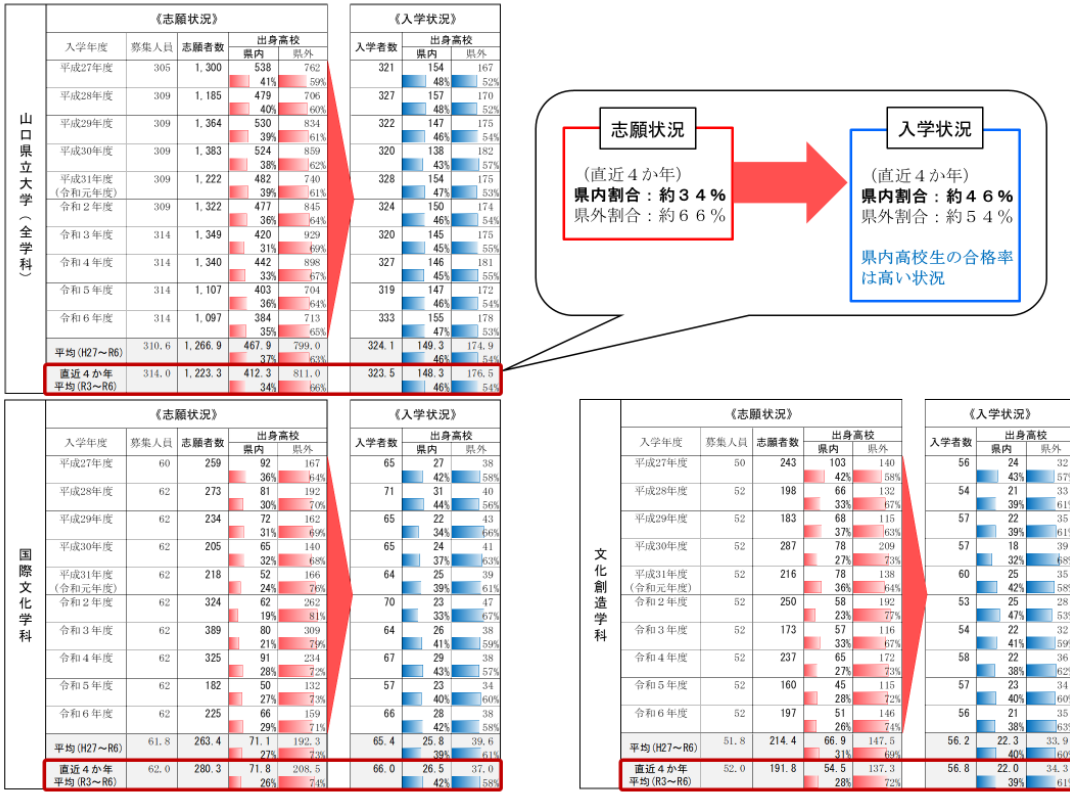 山口県立大学（全学科）
《志願状況》 《入学状況》
入学年度 募集人員 志願者数 出身高校 入学者数 出身高校
県内 県外 県内 県外
平成27年度 305 1,300 538 762 321 154 167
41% 59% 48% 52%
平成28年度 309 1,185 479 706 327 157 170
40% 60% 48% 52%
平成29年度 309 1,364 530 834 322 147 175
39% 61% 46% 54%
平成30年度 309 1,383 524 859 320 138 182
38% 62% 43% 57%
平成31年度 309 1,222 482 740 328 154 175
(令和元年度) 39% 61% 47% 53%
令和２年度 309 1,322 477 845 324 150 174
36% 64% 46% 54%
令和３年度 314 1,349 420 929 320 145 175
31% 69% 45% 55%
令和４年度 314 1,340 442 898 327 146 181
33% 67% 45% 55%
令和５年度 314 1,107 403 704 319 147 172
36% 64% 46% 54%
令和６年度 314 1,097 384 713 333 155 178
35% 65% 47% 53%
平均(H27～R6) 310.6 1,266.9 467.9 799.0 324.1 149.3 174.9
37% 63% 46% 54%
直近４か年 314.0 1,223.3 412.3 811.0 323.5 148.3 176.5
平均(R3～R6) 34% 66% 46% 54%
志願状況
（直近４か年）
県内割合：約３４％
県外割合：約６６％
入学状況
（直近４か年）
県内割合：約４６％
県外割合：約５４％
県内高校生の合格率
は高い状況
国際文化学科
《志願状況》 《入学状況》
入学年度 募集人員 志願者数 出身高校 入学者数 出身高校
県内 県外 県内 県外
平成27年度 60 259 92 167 65 27 38
36% 64% 42% 58%
平成28年度 62 273 81 192 71 31 40
30% 70% 44% 56%
平成29年度 62 234 72 162 65 22 43
31% 69% 34% 66%
平成30年度 62 205 65 140 65 24 41
32% 68% 37% 63%
平成31年度 62 218 52 166 64 25 39
(令和元年度) 24% 76% 39% 61%
令和２年度 62 324 62 262 70 23 47
19% 81% 33% 67%
令和３年度 62 389 80 309 64 26 38
21% 79% 41% 59%
令和４年度 62 325 91 234 67 29 38
28% 72% 43% 57%
令和５年度 62 182 50 132 57 23 34
27% 73% 40% 60%
令和６年度 62 225 66 159 66 28 38
29% 71% 42% 58%
平均(H27～R6) 61.8 263.4 71.1 192.3 65.4 25.8 39.6
27% 73% 39% 61%
直近４か年 62.0 280.3 71.8 208.5 66.0 26.5 37.0
平均(R3～R6) 26% 74% 42% 58%
文化創造学科
《志願状況》 《入学状況》
入学年度 募集人員 志願者数 出身高校 入学者数 出身高校
県内 県外 県内 県外
平成27年度 50 243 103 140 56 24 32
42% 58% 43% 57%
平成28年度 52 198 66 132 54 21 33
33% 67% 39% 61%
平成29年度 52 183 68 115 57 22 35
37% 63% 39% 61%
平成30年度 52 287 78 209 57 18 39
27% 73% 32% 68%
平成31年度 52 216 78 138 60 25 35
(令和元年度) 36% 64% 42% 58%
令和２年度 52 250 58 192 53 25 28
23% 77% 47% 53%
令和３年度 52 173 57 116 54 22 32
33% 67% 41% 59%
令和４年度 52 237 65 172 58 22 36
27% 73% 38% 62%
令和５年度 52 160 45 115 57 23 34
28% 72% 40% 60%
令和６年度 52 197 51 146 56 21 35
26% 74% 38% 63%
平均(H27～R6) 51.8 214.4 66.9 147.5 56.2 22.3 33.9
31% 69% 40% 60%
直近４か年 52.0 191.8 54.5 137.3 56.8 22.0 34.3
平均(R3～R6) 28% 72% 39% 61%